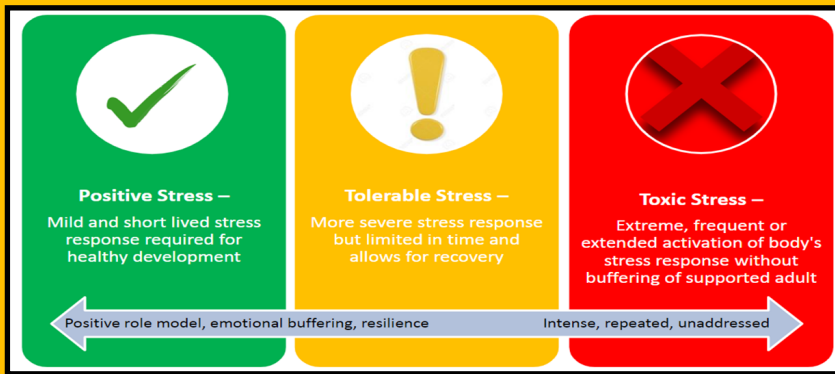 Positive Stress –
Mild and short lived stress
response required for
healthy development
Tolerable Stress –
More severe stress response
but limited in time and
allows for recovery
Toxic Stress –
Extreme, frequent or
extended activation of body's
stress response without
buffering of supported adult
Positive role model, emotional buffering, resilience
Intense, repeated, unaddressed